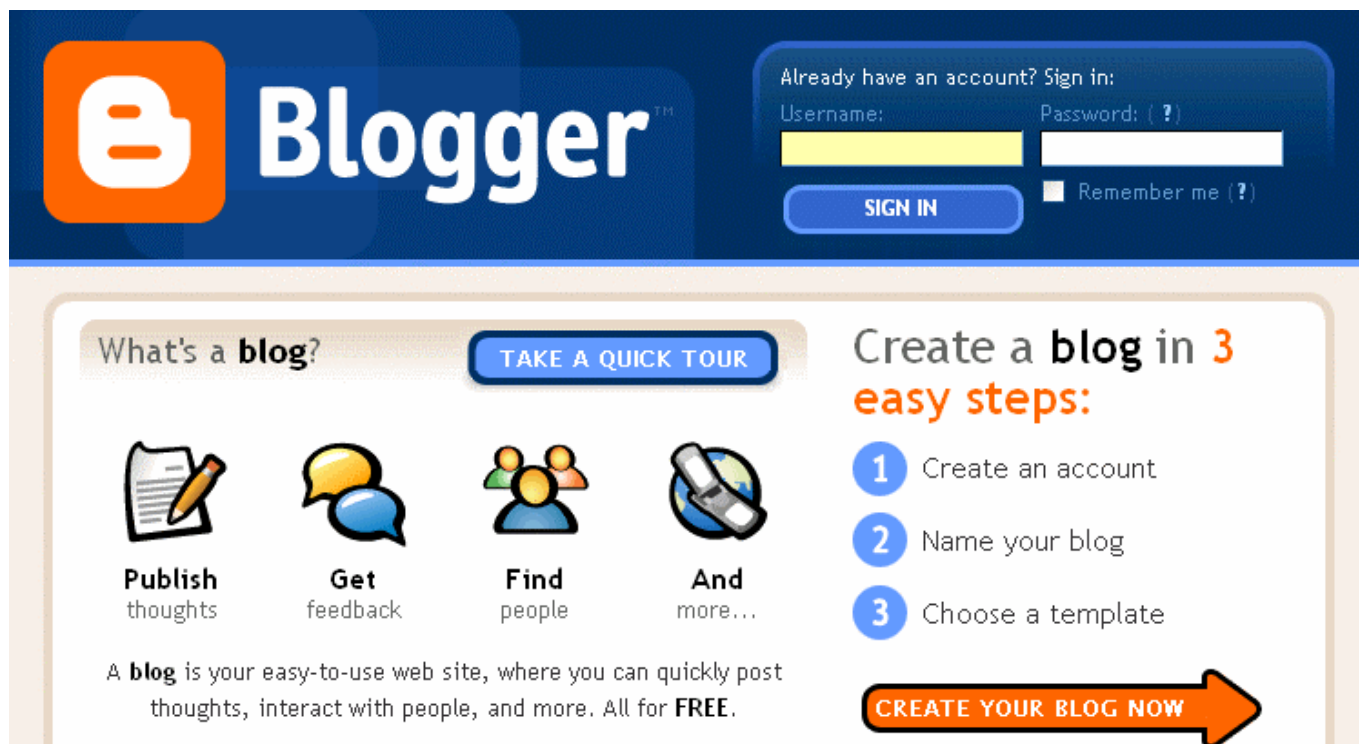 Blogger™
Already have an account? Sign in:
Username:
Password: (?)
SIGN IN
Remember me (?)
What's a blog?
TAKE A QUICK TOUR
Publish
thoughts
Get
feedback
Find
people
And
more...
A blog is your easy-to-use web site, where you can quickly post
thoughts, interact with people, and more. All for FREE.
Create a blog in 3
easy steps:
1 Create an account
2 Name your blog
3 Choose a template
CREATE YOUR BLOG NOW